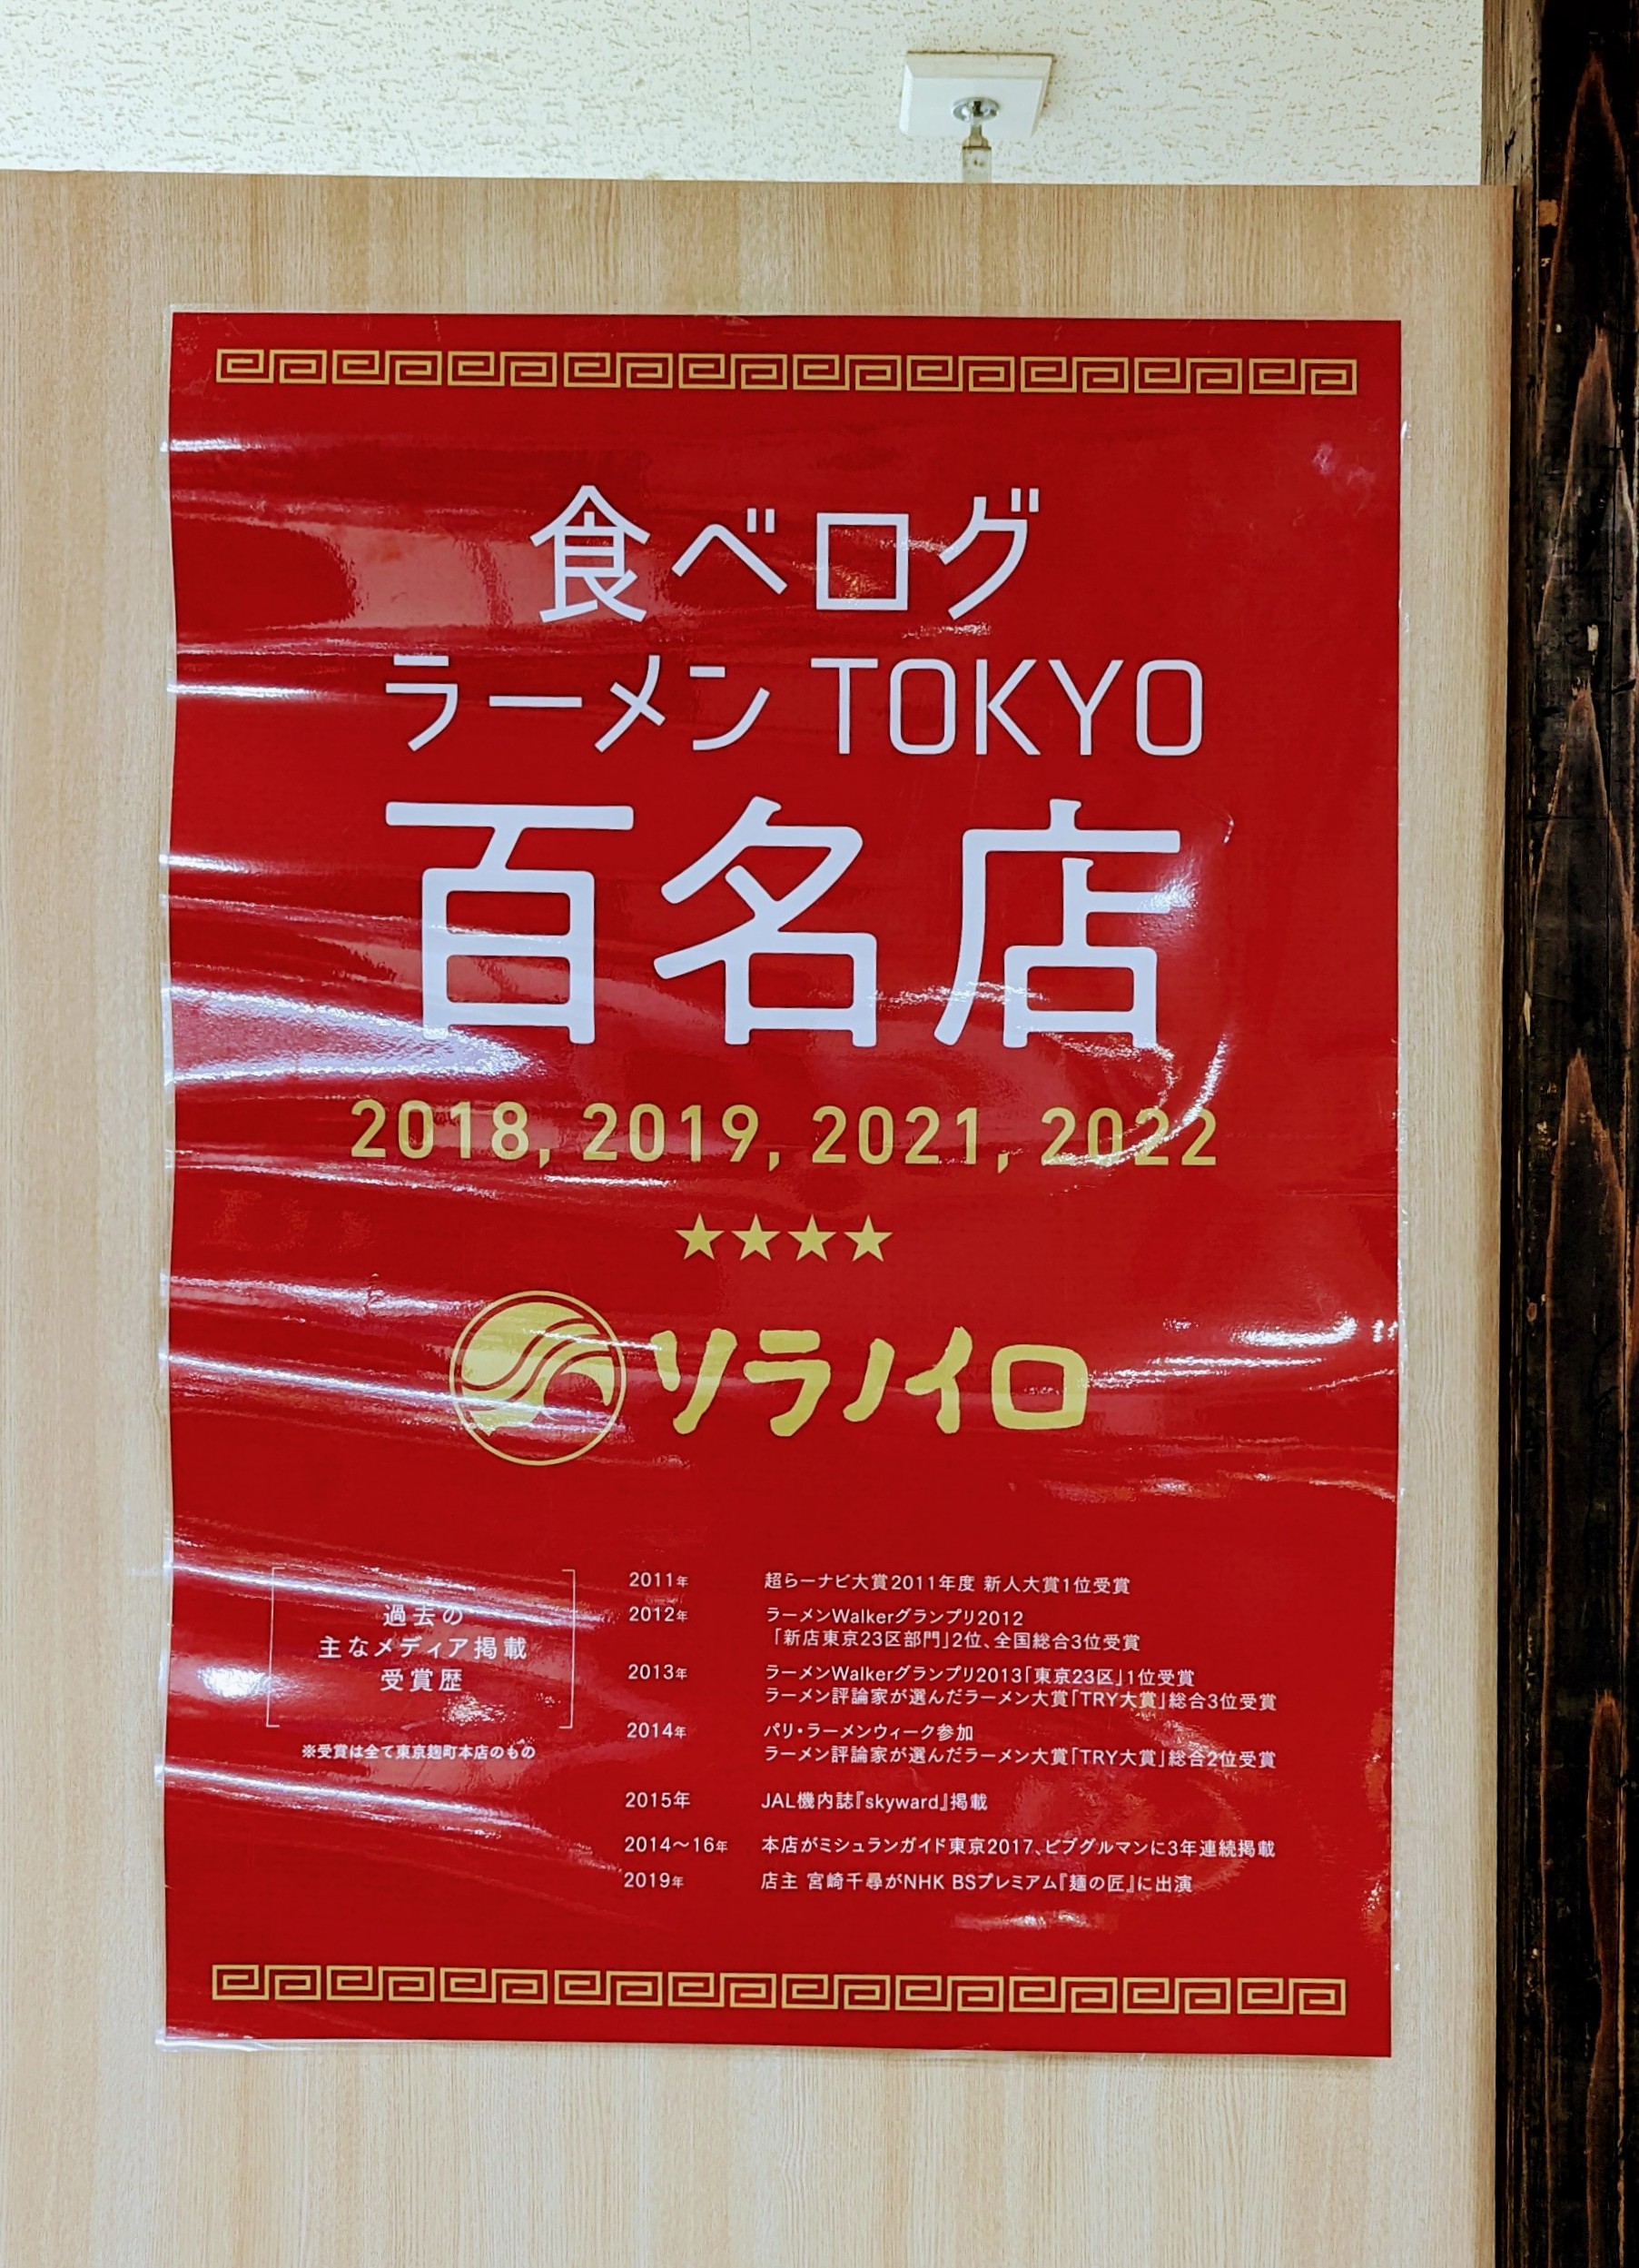 食べログ
ラーメン TOKYO
百名店
2018, 2019, 2021, 2022
★★★★
ソラノイロ
過去の
主なメディア掲載
受賞歴
※受賞は全て東京麹町本店のもの
2011年 超らーナビ大賞2011年度 新人大賞1位受賞
2012年 ラーメンWalkerグランプリ2012
「新店東京23区部門」2位、全国総合3位受賞
2013年 ラーメンWalkerグランプリ2013「東京23区」1位受賞
ラーメン評論家が選んだラーメン大賞「TRY大賞」総合3位受賞
2014年 パリ・ラーメンウィーク参加
ラーメン評論家が選んだラーメン大賞「TRY大賞」総合2位受賞
2015年 JAL機内誌『skyward』掲載
2014〜16年 本店がミシュランガイド東京2017、ビブグルマンに3年連続掲載
2019年 店主 宮崎千尋がNHK BSプレミアム『麺の匠』に出演